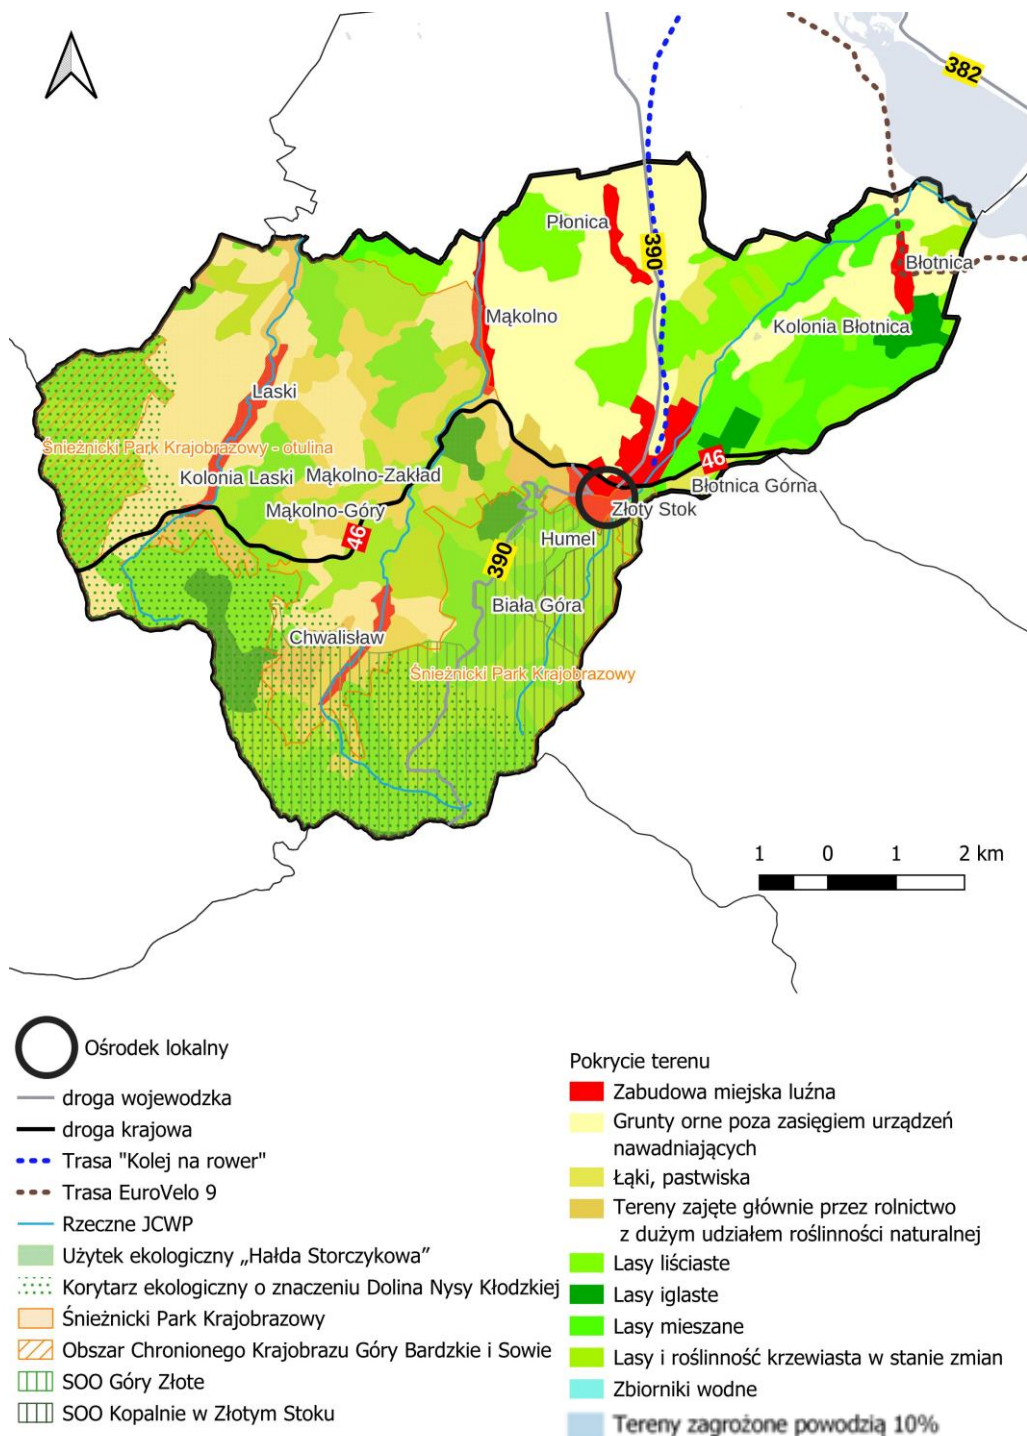 382
Płonica
390
Błotnica
Mąkolno
Kolonia Błotnica
Laski
Śnieżnicki Park Krajobrazowy - otulina
46
Kolonia Laski
Mąkolno-Zakład
Błotnica Górna
Mąkolno-Góry
Złoty Stok
46
Humel
390
Biała Góra
Chwalisław
Śnieżnicki Park Krajobrazowy
1 0 1 2 km
Ośrodek lokalny
droga wojewodzka
droga krajowa
Trasa "Kolej na rower"
Trasa EuroVelo 9
Rzeczne JCWP
Użytek ekologiczny „Hałda Storczykowa”
Korytarz ekologiczny o znaczeniu Dolina Nysy Kłodzkiej
Śnieżnicki Park Krajobrazowy
Obszar Chronionego Krajobrazu Góry Bardzkie i Sowie
SOO Góry Złote
SOO Kopalnie w Złotym Stoku
Pokrycie terenu
Zabudowa miejska luźna
Grunty orne poza zasięgiem urządzeń
nawadniających
Łąki, pastwiska
Tereny zajęte głównie przez rolnictwo
z dużym udziałem roślinności naturalnej
Lasy liściaste
Lasy iglaste
Lasy mieszane
Lasy i roślinność krzewiasta w stanie zmian
Zbiorniki wodne
Tereny zagrożone powodzią 10%